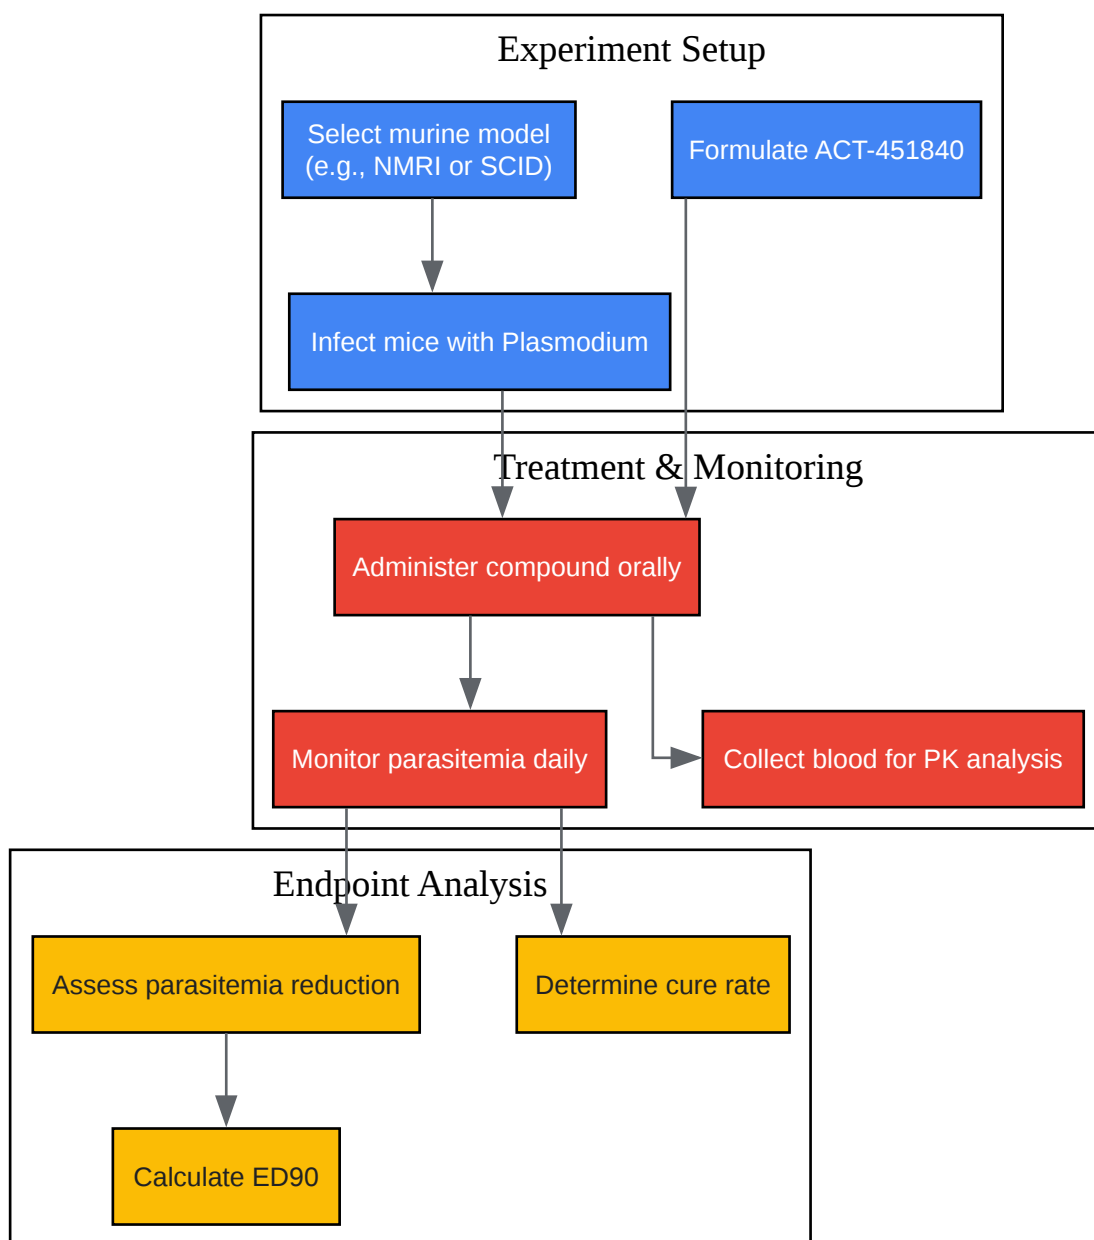 Experiment Setup
Select murine model
(e.g., NMRI or SCID)
Formulate ACT-451840
Infect mice with Plasmodium
Treatment & Monitoring
Administer compound orally
Monitor parasitemia daily
Collect blood for PK analysis
Endpoint Analysis
Assess parasitemia reduction
Determine cure rate
Calculate ED90